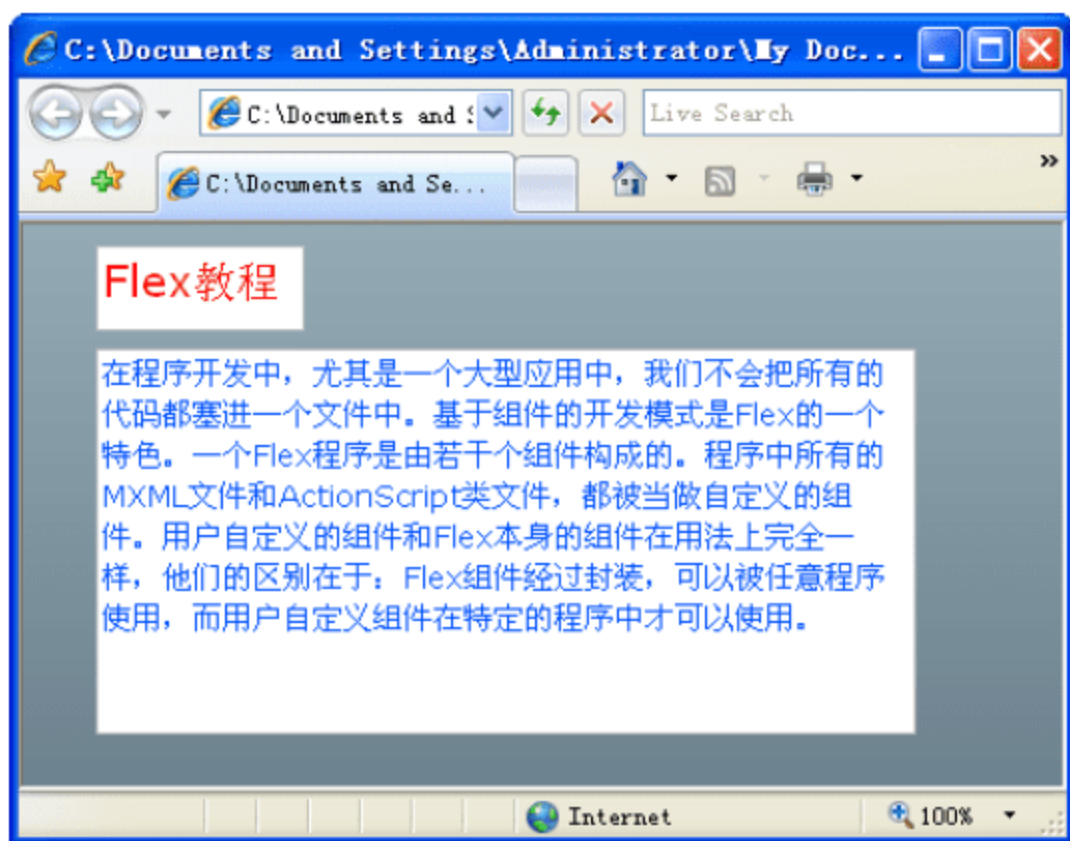 C:\Documents and Settings\Administrator\My Doc...
C:\Documents and S
Live Search
C:\Documents and Se...
Flex教程
在程序开发中，尤其是一个大型应用中，我们不会把所有的
代码都塞进一个文件中。基于组件的开发模式是Flex的一个
特色。一个Flex程序是由若干个组件构成的。程序中所有的
MXML文件和ActionScript类文件，都被当做自定义的组
件。用户自定义的组件和Flex本身的组件在用法上完全一
样，他们的区别在于：Flex组件经过封装，可以被任意程序
使用，而用户自定义组件在特定的程序中才可以使用。
Internet
100%